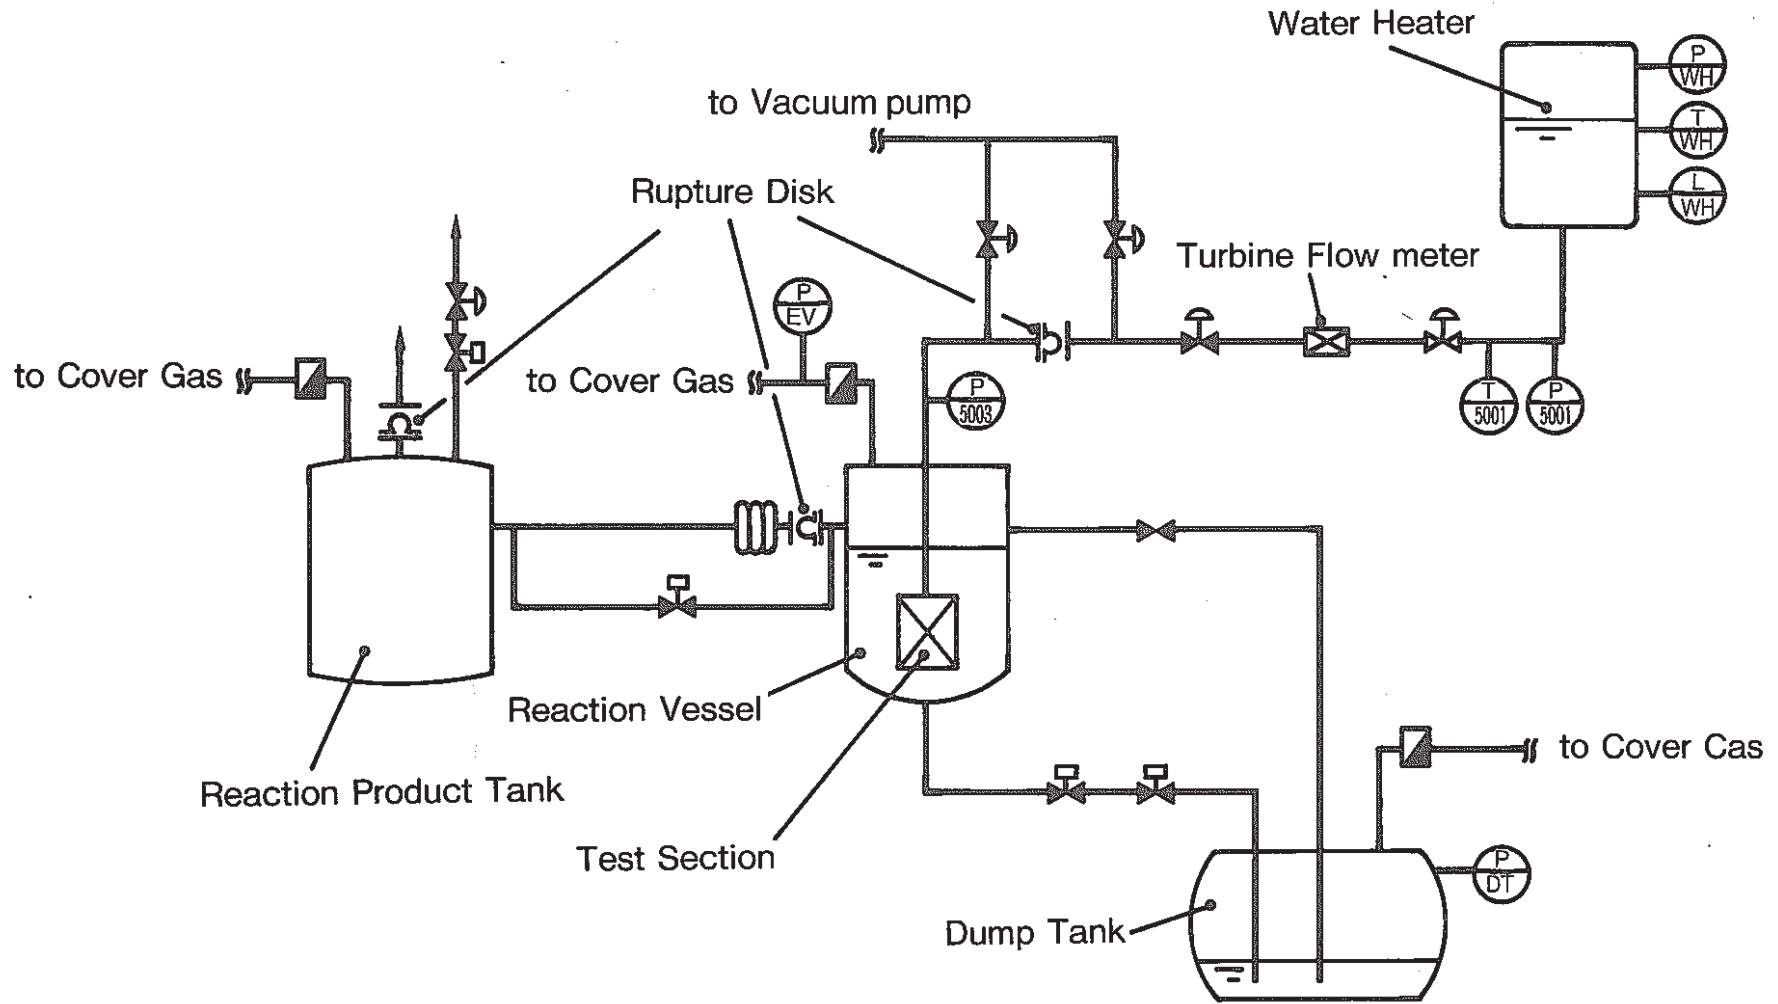 Water Heater
P
WH
T
WH
L
WH
to Vacuum pump
Rupture Disk
Turbine Flow meter
P
EV
to Cover Gas
to Cover Gas
P
5003
T
5001
P
5001
Reaction Vessel
Reaction Product Tank
to Cover Cas
Test Section
P
DT
Dump Tank